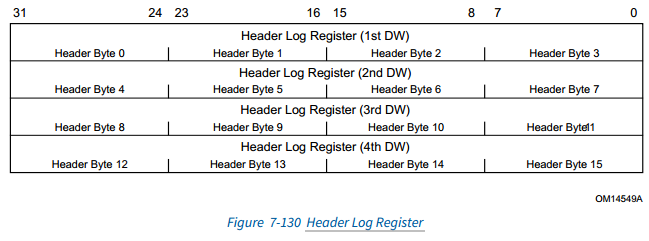 31 24 23 16 15 8 7 0
Header Log Register (1st DW)
Header Byte 0 Header Byte 1 Header Byte 2 Header Byte 3
Header Log Register (2nd DW)
Header Byte 4 Header Byte 5 Header Byte 6 Header Byte 7
Header Log Register (3rd DW)
Header Byte 8 Header Byte 9 Header Byte 10 Header Byte11
Header Log Register (4th DW)
Header Byte 12 Header Byte 13 Header Byte 14 Header Byte 15
OM14549A
Figure 7-130 Header Log Register